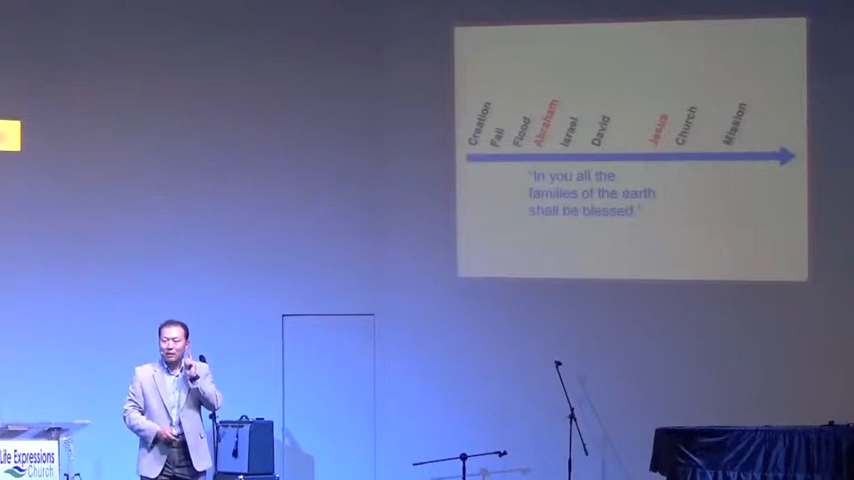 Creation
Fall
Flood
Abraham
Israel
David
Jesus
Church
Mission
"In you all the
families of the earth
shall be blessed."
Life Expressions
Church